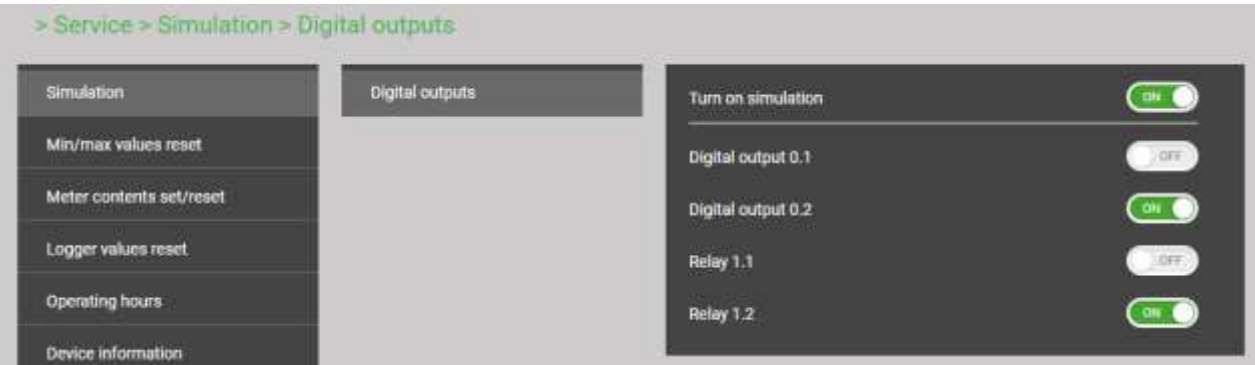 > Service > Simulation > Digital outputs
Simulation
Min/max values reset
Meter contents set/reset
Logger values reset
Operating hours
Device information
Digital outputs
Turn on simulation ON
Digital output 0.1 OFF
Digital output 0.2 ON
Relay 1.1 OFF
Relay 1.2 ON